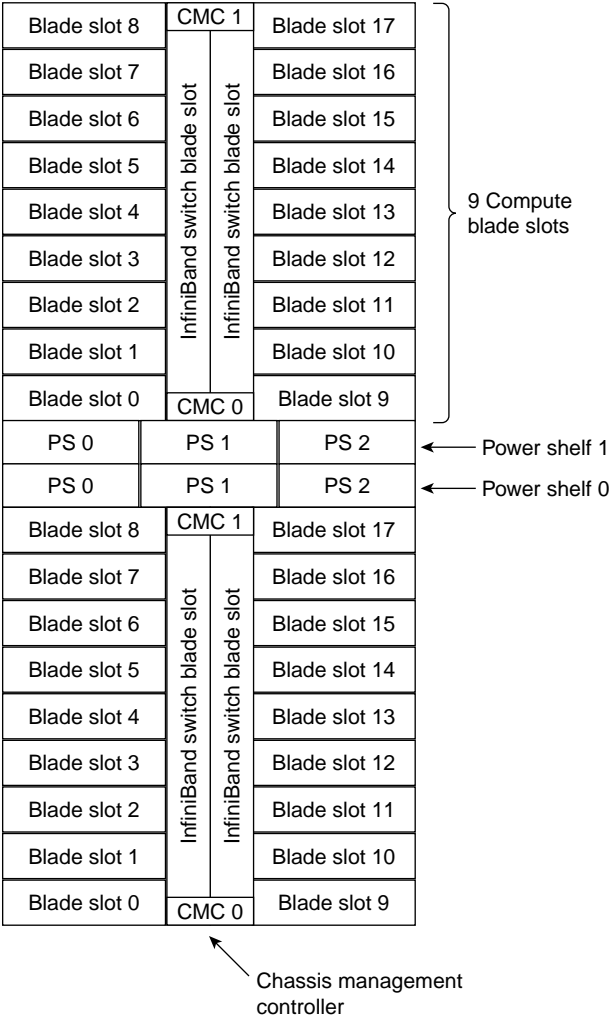 Blade slot 8 CMC 1 Blade slot 17
Blade slot 7 Blade slot 16
Blade slot 6 Blade slot 15
Blade slot 5 Blade slot 14
Blade slot 4 Blade slot 13
Blade slot 3 Blade slot 12
Blade slot 2 Blade slot 11
Blade slot 1 Blade slot 10
Blade slot 0 CMC 0 Blade slot 9
InfiniBand switch blade slot
InfiniBand switch blade slot
9 Compute
blade slots
PS 0 PS 1 PS 2 Power shelf 1
PS 0 PS 1 PS 2 Power shelf 0
Blade slot 8 CMC 1 Blade slot 17
Blade slot 7 Blade slot 16
Blade slot 6 Blade slot 15
Blade slot 5 Blade slot 14
Blade slot 4 Blade slot 13
Blade slot 3 Blade slot 12
Blade slot 2 Blade slot 11
Blade slot 1 Blade slot 10
Blade slot 0 CMC 0 Blade slot 9
InfiniBand switch blade slot
InfiniBand switch blade slot
Chassis management
controller